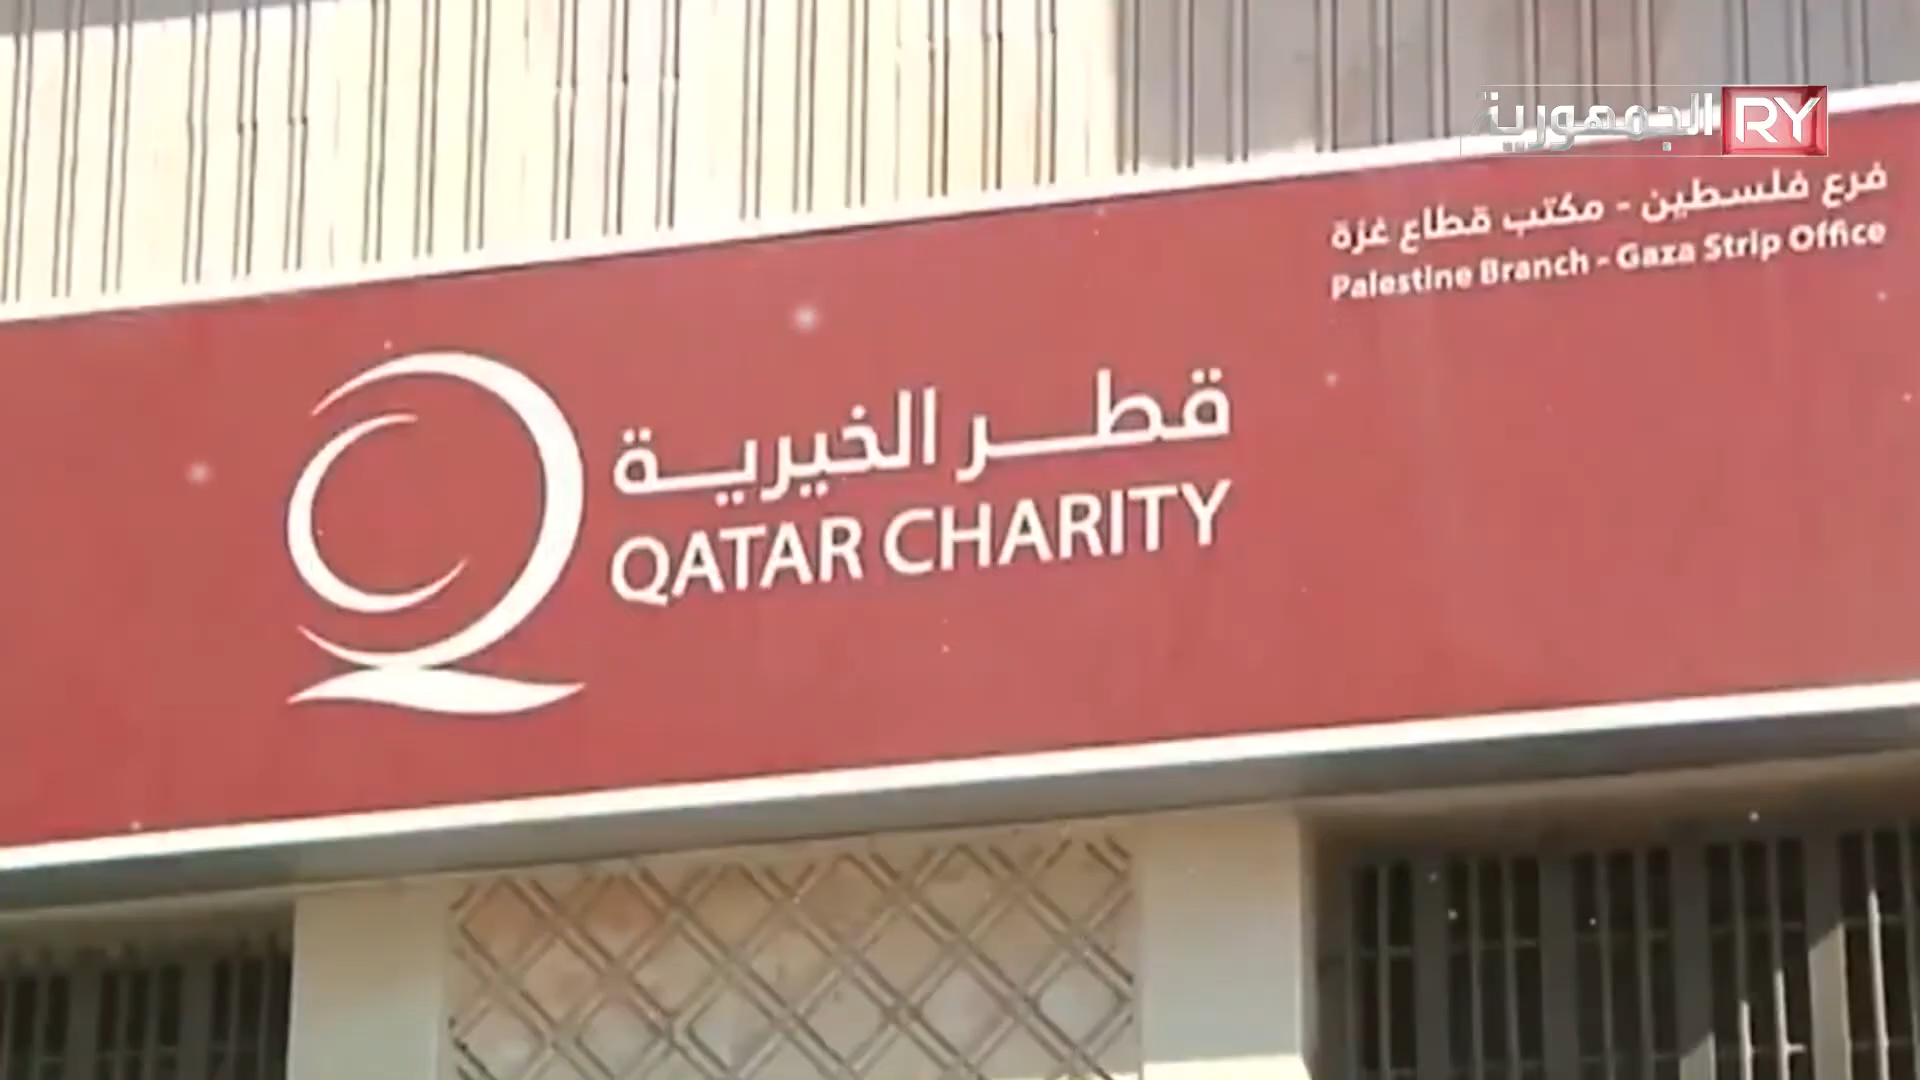 الجمهورية RY
فرع فلسطين - مكتب قطاع غزة
Palestine Branch - Gaza Strip Office
قطر الخيرية
QATAR CHARITY